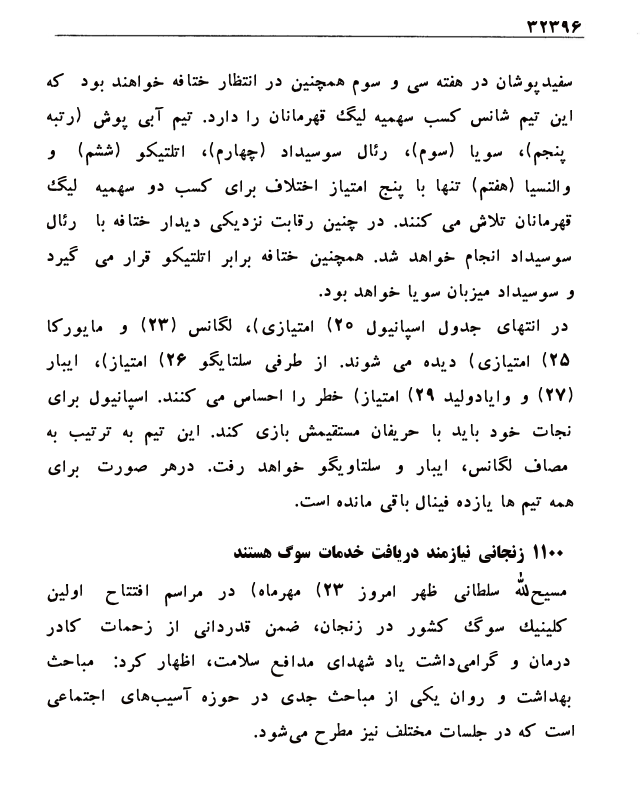 ۳۲۳۹۶
سفیدپوشان در هفته سی و سوم همچنین در انتظار ختافه خواهند بود که
این تیم شانس کسب سهمیه لیگ قهرمانان را دارد. تیم آبی پوش (رتبه
پنجم)، سویا (سوم)، رئال سوسیداد (چهارم)، اتلتیکو (ششم) و
والنسیا (هفتم) تنها با پنج امتیاز اختلاف برای کسب دو سهمیه لیگ
قهرمانان تلاش می کنند. در چنین رقابت نزدیکی دیدار ختافه با رئال
سوسیداد انجام خواهد شد. همچنین ختافه برابر اتلتیکو قرار می گیرد
و سوسیداد میزبان سویا خواهد بود.
در انتهای جدول اسپانیول ۲۰) امتیازی)، لگانس (۲۳) و مایورکا
۲۵) امتیازی) دیده می شوند. از طرفی سلتایگو ۲۶) امتیاز)، ایبار
(۲۷) و وایادولید ۲۹) امتیاز) خطر را احساس می کنند. اسپانیول برای
نجات خود باید با حریفان مستقیمش بازی کند. این تیم به ترتیب به
مصاف لگانس، ایبار و سلتاویگو خواهد رفت. درهر صورت برای
همه تیم ها یازده فینال باقی مانده است.
۱۱۰۰ زنجانی نیازمند دریافت خدمات سوگ هستند
مسیح‌الله سلطانی ظهر امروز ۲۳) مهرماه) در مراسم افتتاح اولین
کلینیک سوگ کشور در زنجان، ضمن قدردانی از زحمات کادر
درمان و گرامی‌داشت یاد شهدای مدافع سلامت، اظهار کرد: مباحث
بهداشت و روان یکی از مباحث جدی در حوزه آسیب‌های اجتماعی
است که در جلسات مختلف نیز مطرح می‌شود.